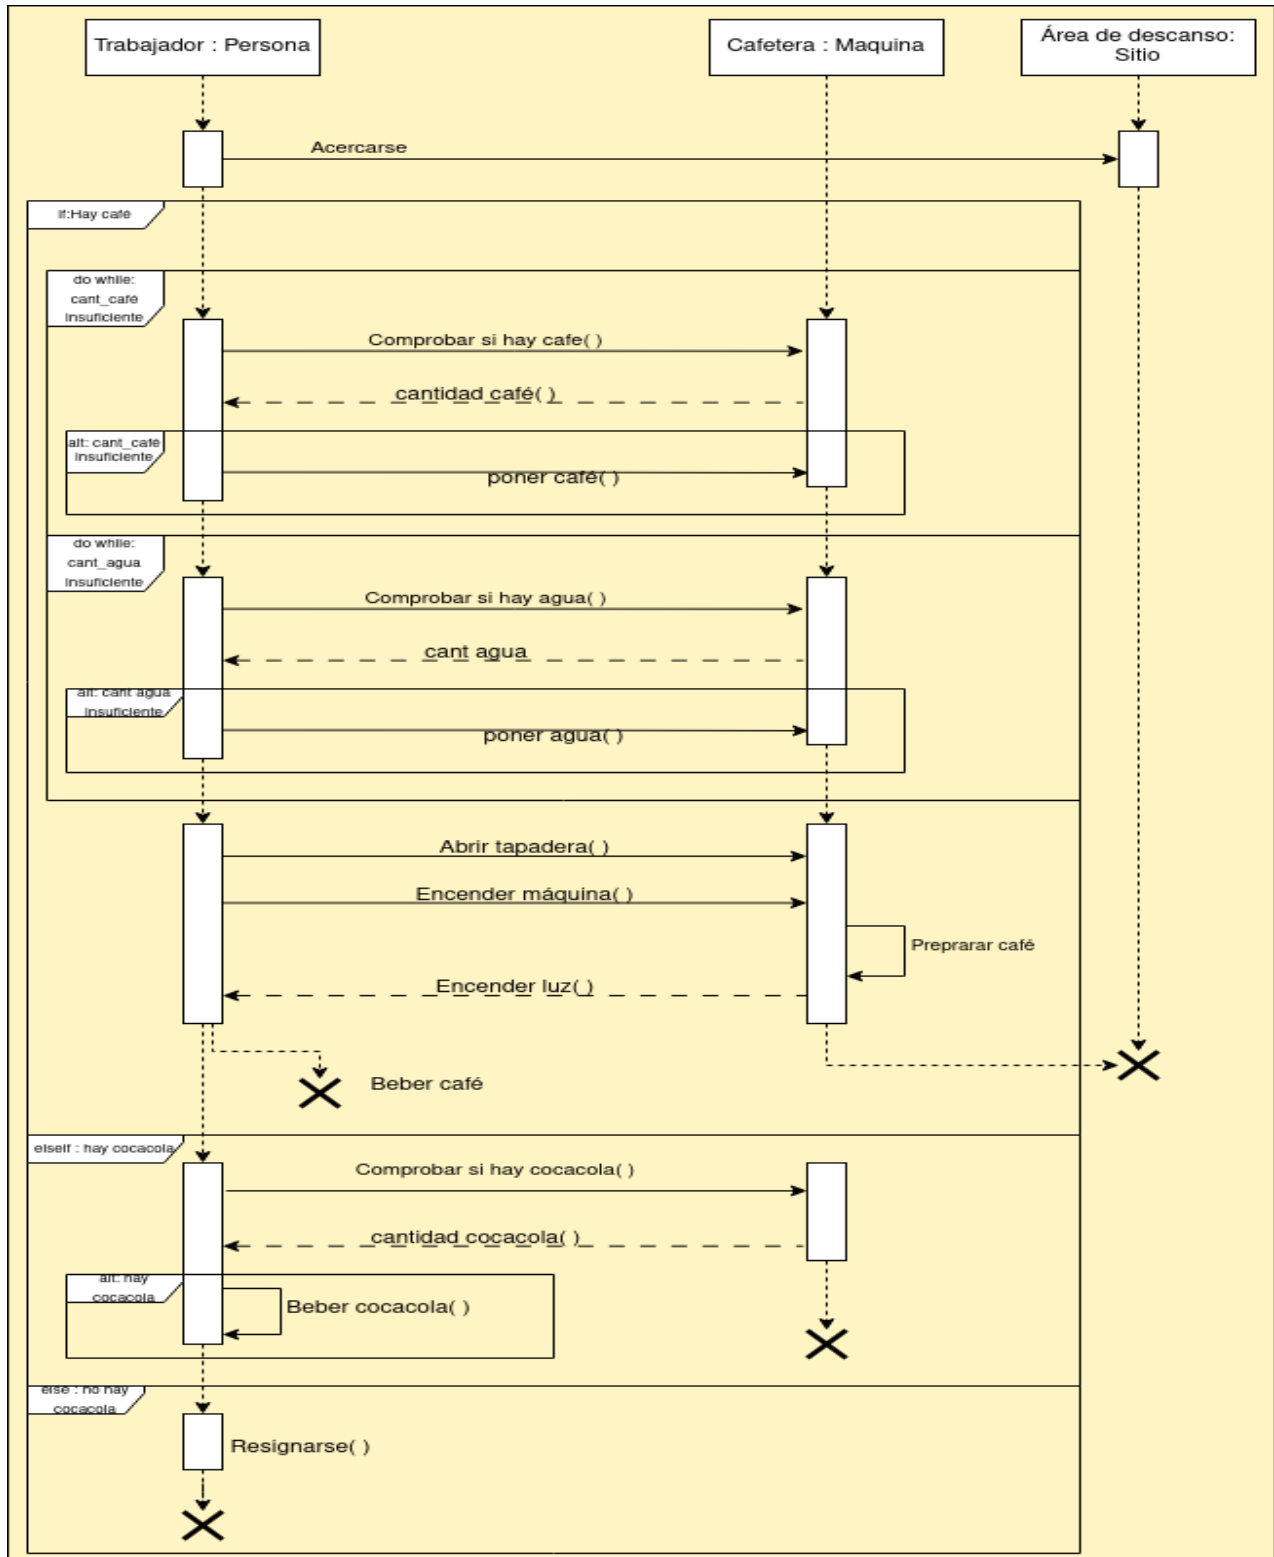 Trabajador : Persona
Cafetera : Maquina
Área de descanso:
Sitio
Acercarse
If:Hay café
do while:
cant_café
insuficiente
Comprobar si hay cafe( )
cantidad café( )
alt: cant_café
insuficiente
poner café( )
do while:
cant_agua
insuficiente
Comprobar si hay agua( )
cant agua
alt: cant agua
insuficiente
poner agua( )
Abrir tapadera( )
Encender máquina( )
Preprarar café
Encender luz( )
Beber café
elseif : hay cocacola
Comprobar si hay cocacola( )
cantidad cocacola( )
alt: hay
cocacola
Beber cocacola( )
else : no hay
cocacola
Resignarse( )